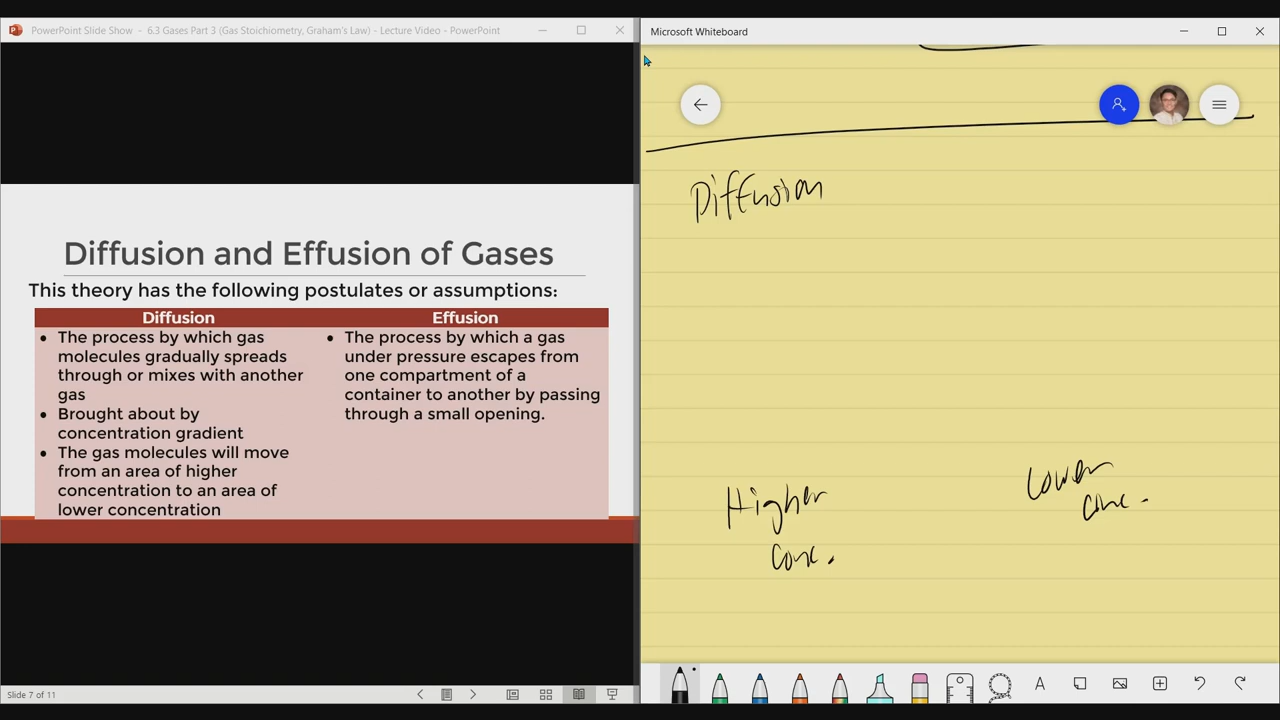 PowerPoint Slide Show - 6.3 Gases Part 3 (Gas Stoichiometry, Graham's Law) - Lecture Video - PowerPoint
Diffusion and Effusion of Gases
This theory has the following postulates or assumptions:
Diffusion
• The process by which gas
molecules gradually spreads
through or mixes with another
gas
• Brought about by
concentration gradient
• The gas molecules will move
from an area of higher
concentration to an area of
lower concentration
Effusion
• The process by which a gas
under pressure escapes from
one compartment of a
container to another by passing
through a small opening.
Slide 7 of 11
Microsoft Whiteboard
Diffusion
Higher
conc.
Lower
conc.
A